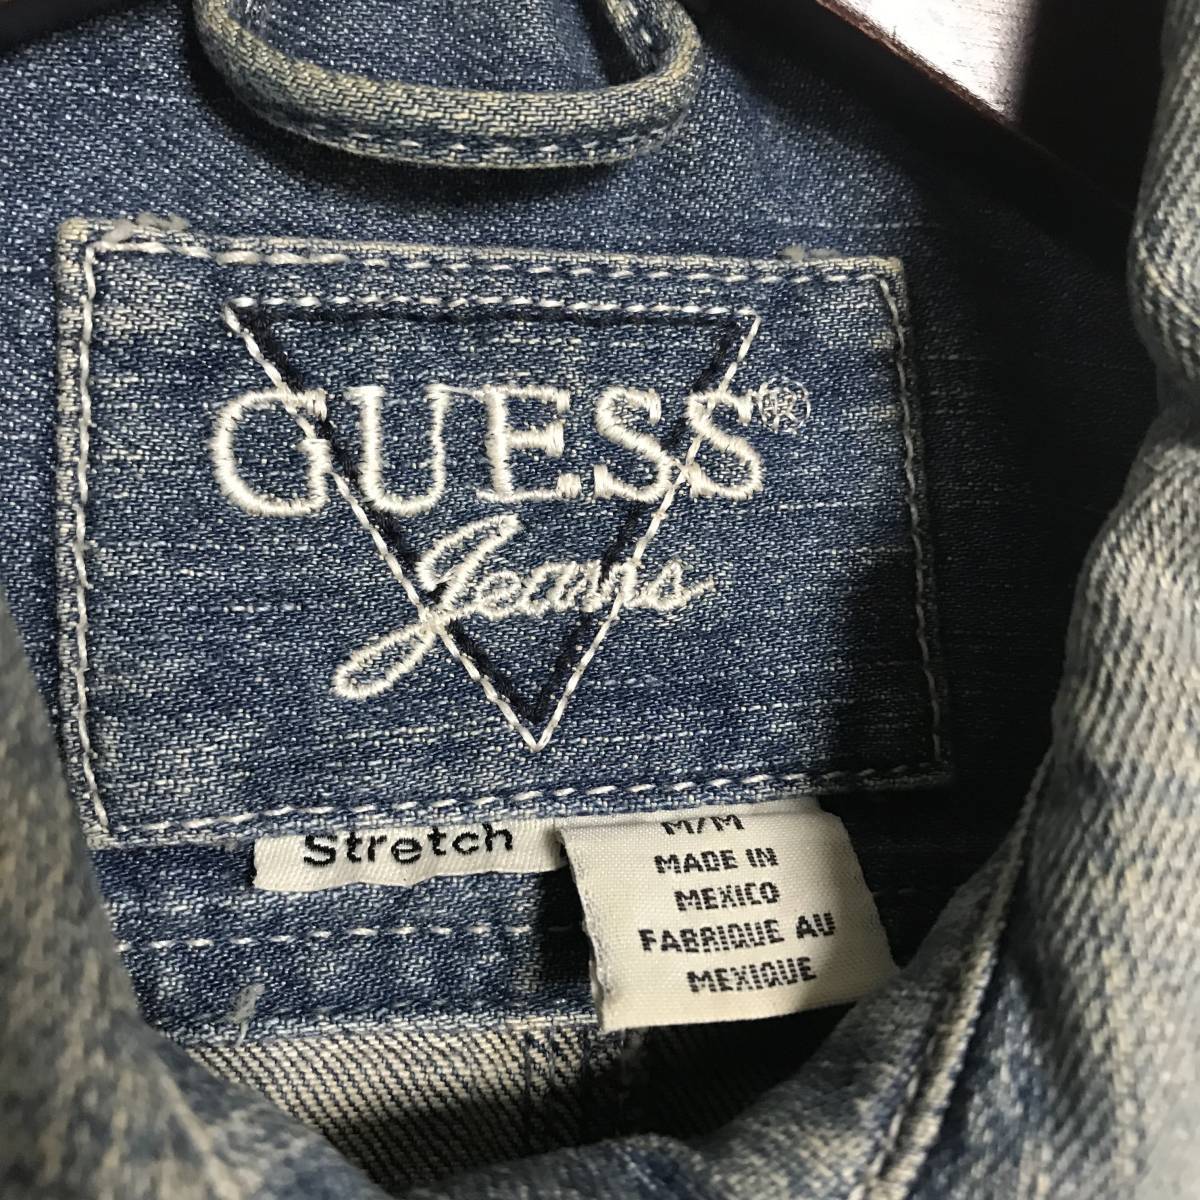 GUESS®
Jeans
Stretch
M/M
MADE IN
MEXICO
FABRIQUE AU
MEXIQUE